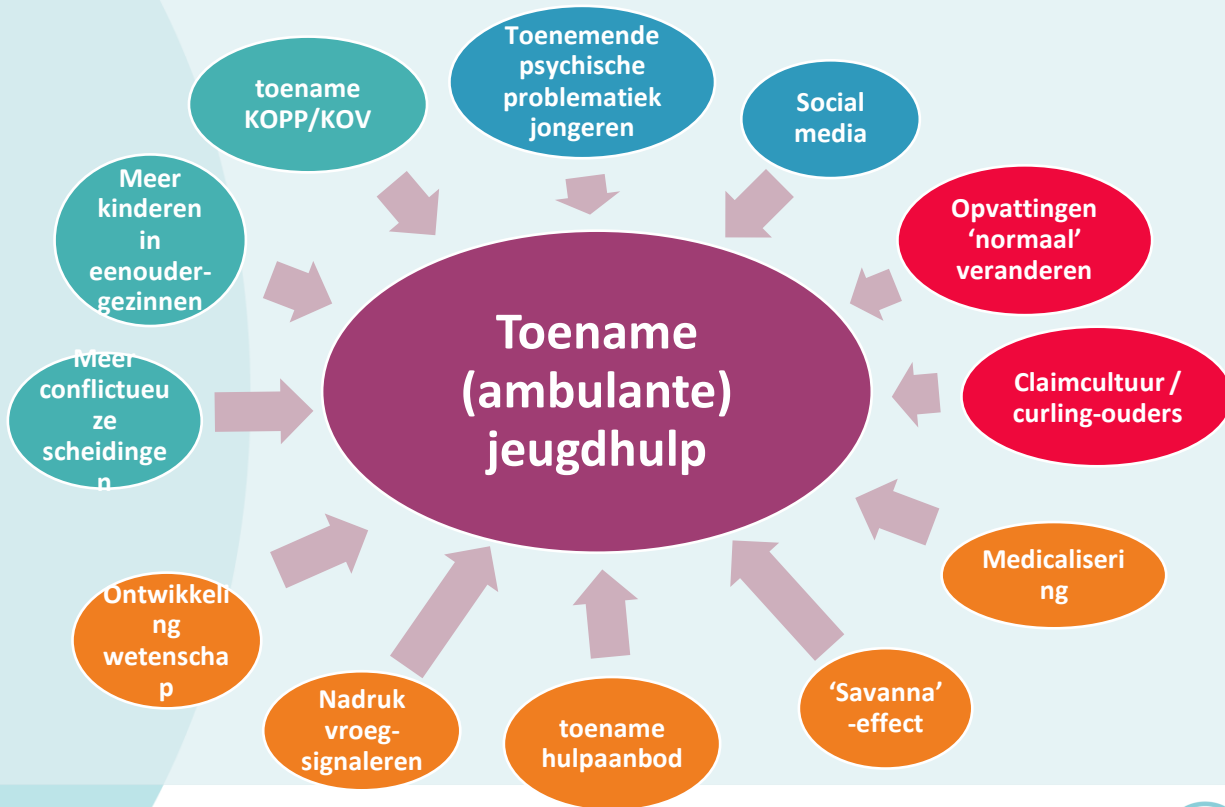 Toenemende
psychische
problematiek
jongeren
toename
KOPP/KOV
Social
media
Meer
kinderen
in
eenouder-
gezinnen
Opvattingen
‘normaal’
veranderen
Toename
(ambulante)
jeugdhulp
Meer
conflictueu
ze
scheidinge
n
Claimcultuur /
curling-ouders
Medicaliseri
ng
Ontwikkeli
ng
wetenscha
p
Nadruk
vroeg-
signaleren
toename
hulpaanbod
‘Savanna’
-effect